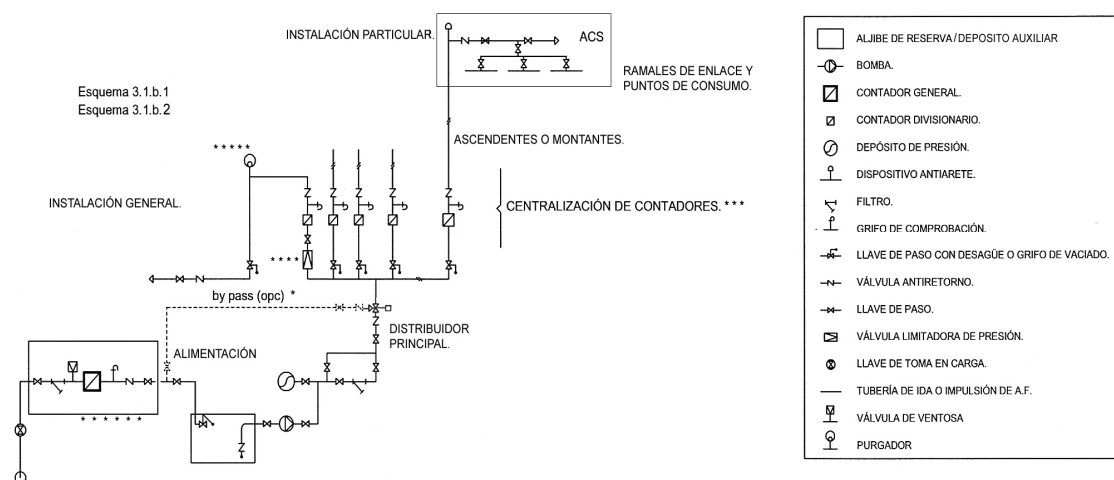 INSTALACIÓN PARTICULAR.
ACS
RAMALES DE ENLACE Y
PUNTOS DE CONSUMO.
Esquema 3.1.b.1
Esquema 3.1.b.2
ASCENDENTES O MONTANTES.
* * * * *
INSTALACIÓN GENERAL.
CENTRALIZACIÓN DE CONTADORES. * * *
* * * *
by pass (opc) *
DISTRIBUIDOR
PRINCIPAL.
ALIMENTACIÓN
* * * * * *
ALJIBE DE RESERVA/DEPOSITO AUXILIAR
BOMBA.
CONTADOR GENERAL.
CONTADOR DIVISIONARIO.
DEPÓSITO DE PRESIÓN.
DISPOSITIVO ANTIARETE.
FILTRO.
GRIFO DE COMPROBACIÓN.
LLAVE DE PASO CON DESAGÜE O GRIFO DE VACIADO.
VÁLVULA ANTIRETORNO.
LLAVE DE PASO.
VÁLVULA LIMITADORA DE PRESIÓN.
LLAVE DE TOMA EN CARGA.
TUBERÍA DE IDA O IMPULSIÓN DE A.F.
VÁLVULA DE VENTOSA
PURGADOR